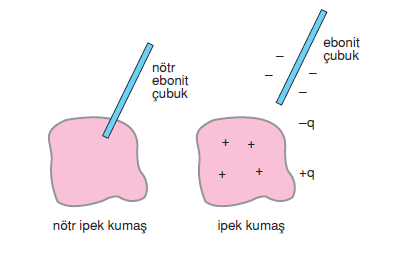 nötr
ebonit
çubuk
nötr ipek kumaş
ebonit
çubuk
– – – –
–q
+ +
+ +
+q
ipek kumaş